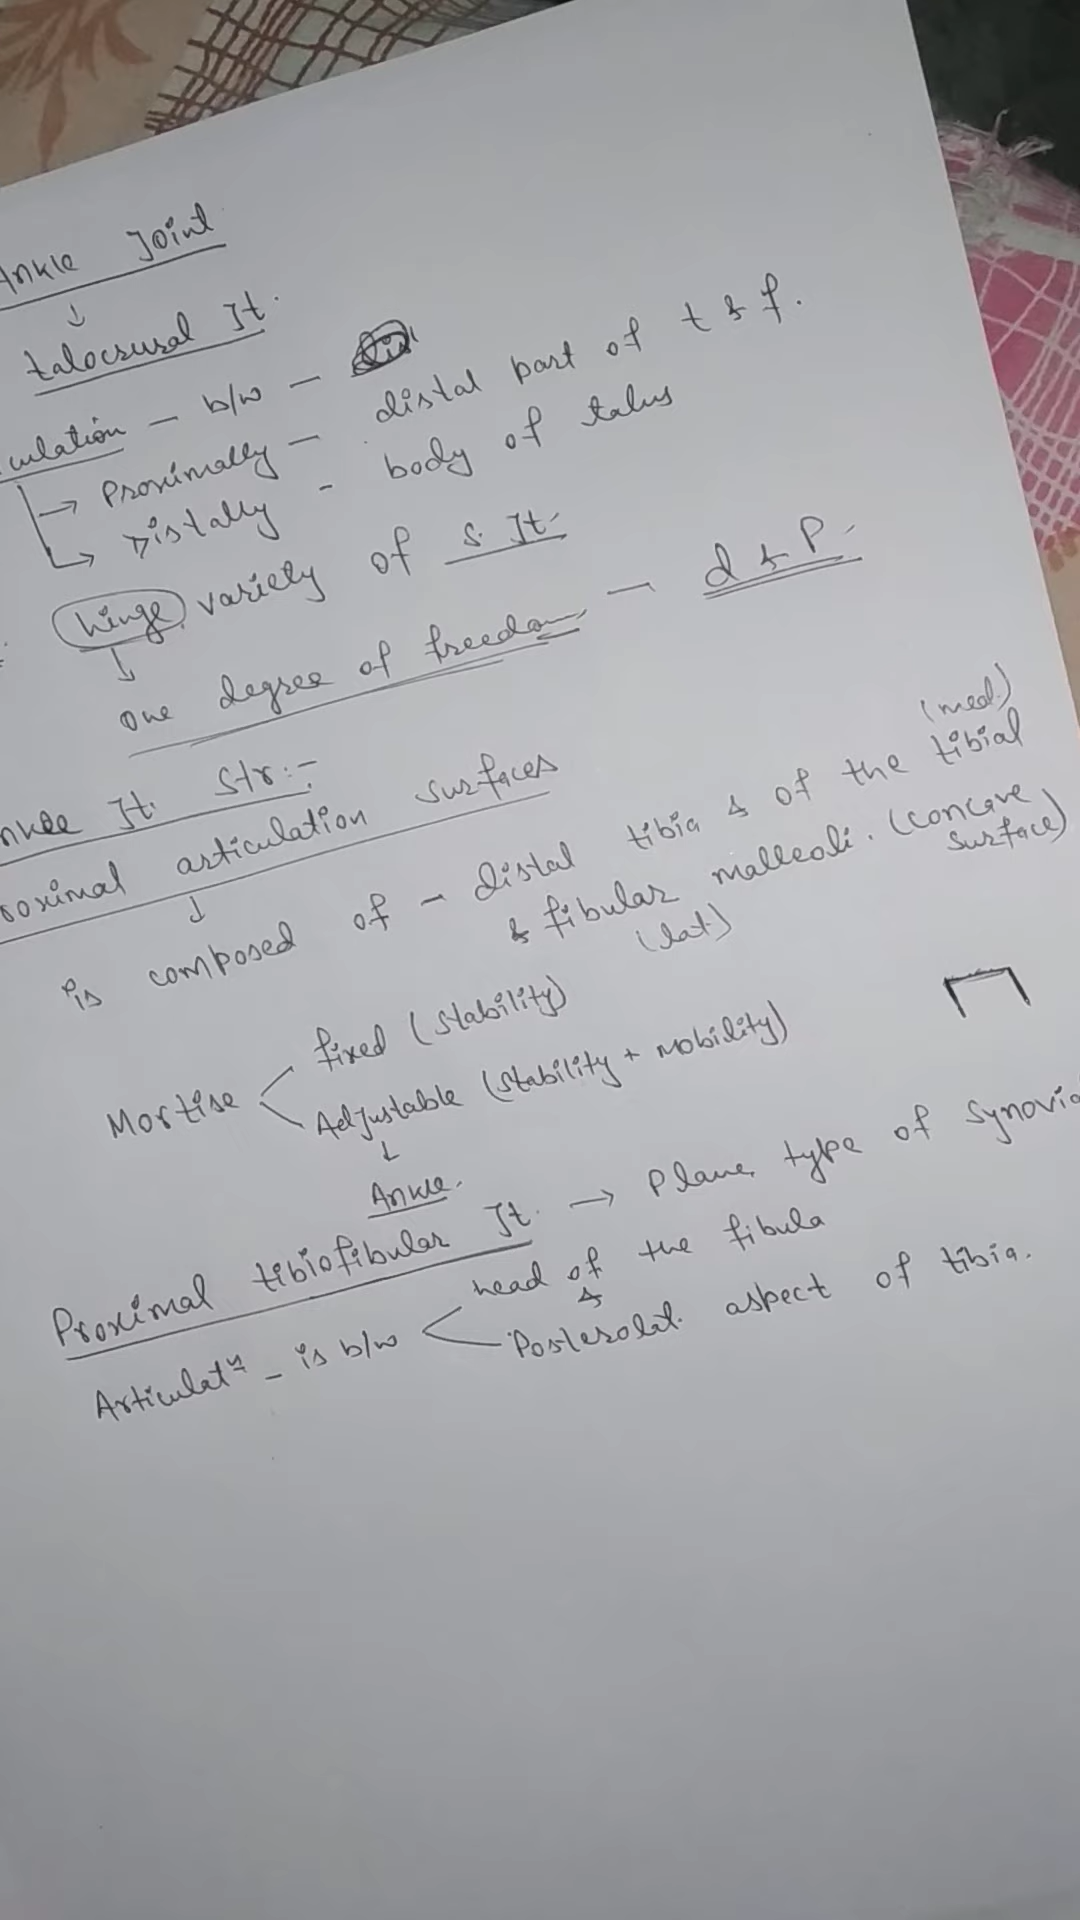 Ankle Joint
↓
talocrural Jt.
culation - b/w -
→ Proximally - distal part of t & f.
→ Distally - body of talus
hinge variety of s. Jt.
↓
one degree of freedom - d & P.
nkle Jt. Str:-
roximal articulation surfaces
↓
(med.)
is composed of - distal tibia & of the tibial
& fibular malleoli. (concave surface)
(lat)
Mortise < fixed (stability)
Adjustable (stability + Mobility)
↓
Ankle.
Proximal tibiofibular Jt. → Plane type of Synovia
Articulatⁿ - is b/w < head of the fibula
&
Posterolat. aspect of tibia.